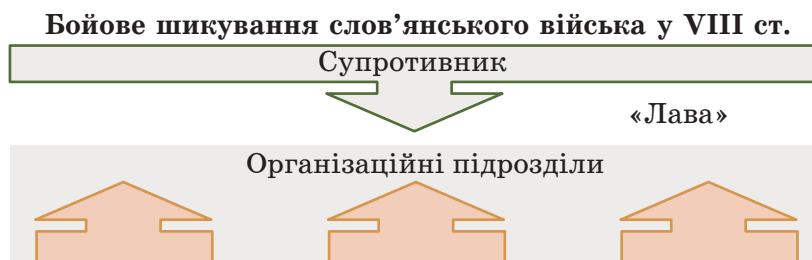 Бойове шикування слов’янського війська у VIII ст.
Супротивник
«Лава»
Організаційні підрозділи